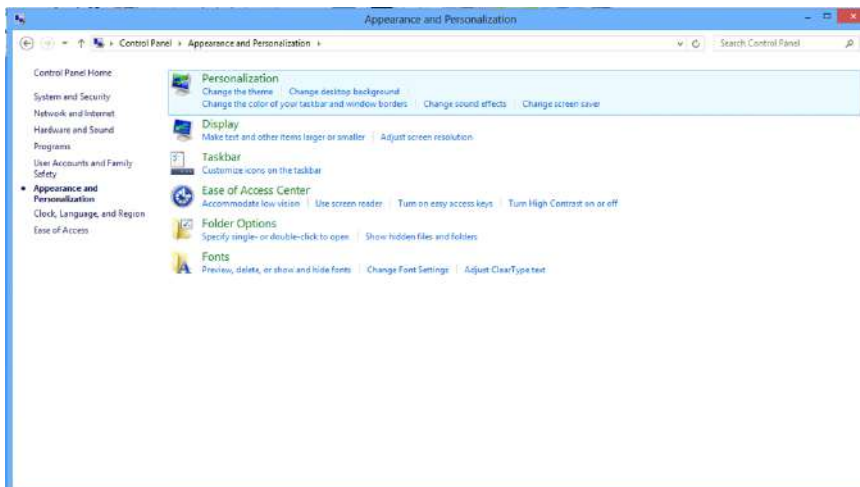 Appearance and Personalization
Control Panel Appearance and Personalization
Search Control Panel
Control Panel Home
System and Security
Network and Internet
Hardware and Sound
Programs
User Accounts and Family
Safety
Appearance and
Personalization
Clock, Language, and Region
Ease of Access
Personalization
Change the theme Change desktop background
Change the color of your taskbar and window borders Change sound effects Change screen saver
Display
Make text and other items larger or smaller Adjust screen resolution
Taskbar
Customize icons on the taskbar
Ease of Access Center
Accommodate low vision Use screen reader Turn on easy access keys Turn High Contrast on or off
Folder Options
Specify single- or double-click to open Show hidden files and folders
Fonts
Preview, delete, or show and hide fonts Change Font Settings Adjust ClearType text